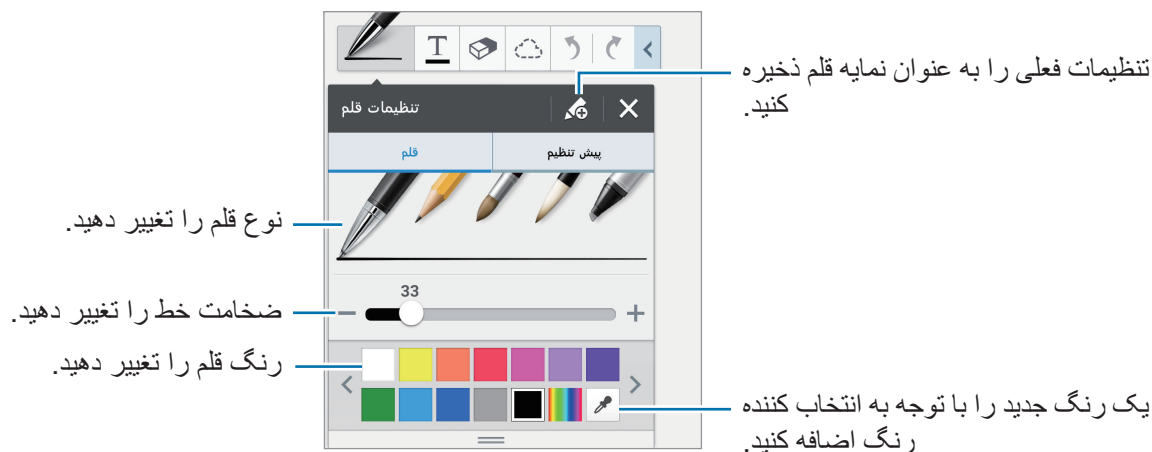 T
تنظیمات فعلی را به عنوان نمایه قلم ذخیره
کنید.
تنظیمات قلم
قلم
پیش تنظیم
نوع قلم را تغییر دهید.
33
ضخامت خط را تغییر دهید.
رنگ قلم را تغییر دهید.
یک رنگ جدید را با توجه به انتخاب کننده
رنگ اضافه کنید.